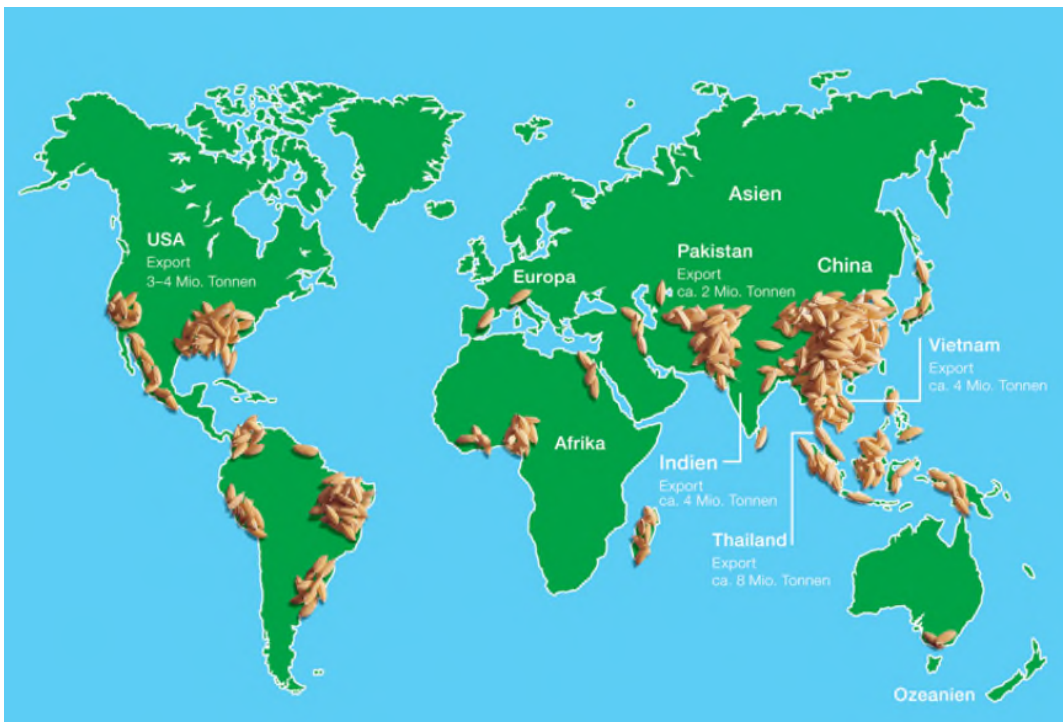 Asien
USA
Export
3–4 Mio. Tonnen
Pakistan
Export
ca. 2 Mio. Tonnen
China
Europa
Vietnam
Export
ca. 4 Mio. Tonnen
Afrika
Indien
Export
ca. 4 Mio. Tonnen
Thailand
Export
ca. 8 Mio. Tonnen
Ozeanien